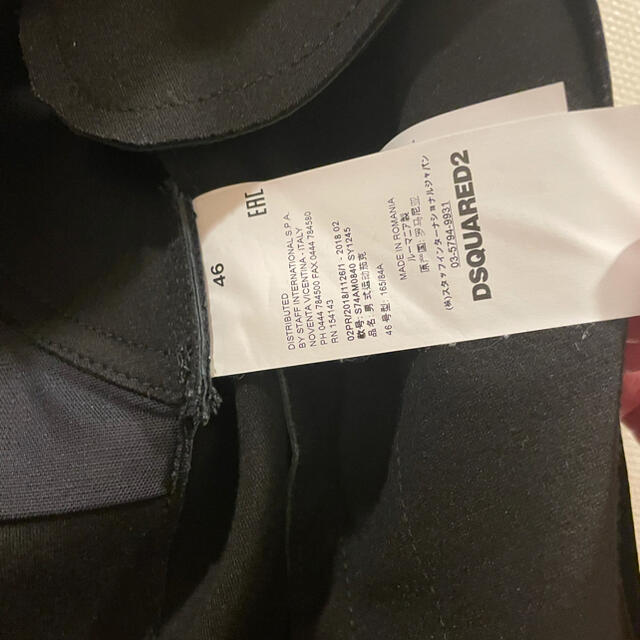 46
EAC
DISTRIBUTED
BY STAFF INTERNATIONAL S.P.A.
NOVENTA VICENTINA - ITALY
PH 0444 784500 FAX 0444 784580
RN 154143
02PR/2018/1126/1 - 2018 02
款号: S74AM0840 SY1245
品名: 男 式运动茄克
46 号型: 165/84A
MADE IN ROMANIA
ルーマニア製
原产国: 罗马尼亚
(株)スタッフインターナショナルジャパン
03-5784-9931
DSQUARED2